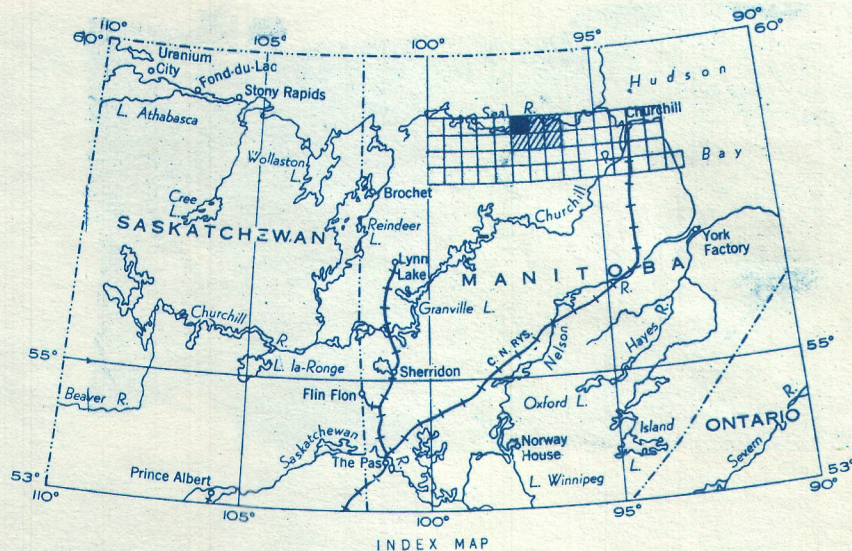 110°
105°
100°
95°
90°
60°
60°
Uranium
City
Fond-du-Lac
Stony Rapids
L. Athabasca
Hudson
Seal R.
Churchill
Wollaston
L.
R.
Bay
Cree
L.
Brochet
SASKATCHEWAN
Reindeer
L.
Churchill
York
Factory
Lynn
Lake
MANITOBA
R.
Granville L.
Churchill
R.
C. N. RYS.
Nelson
Hayes R.
55°
55°
L. la-Ronge
Sherridon
Beaver R.
Flin Flon
Oxford L.
Island
L.
ONTARIO
R.
Severn
Saskatchewan
R.
The Pas
Norway
House
Prince Albert
L. Winnipeg
53°
53°
110°
105°
100°
95°
90°
INDEX MAP